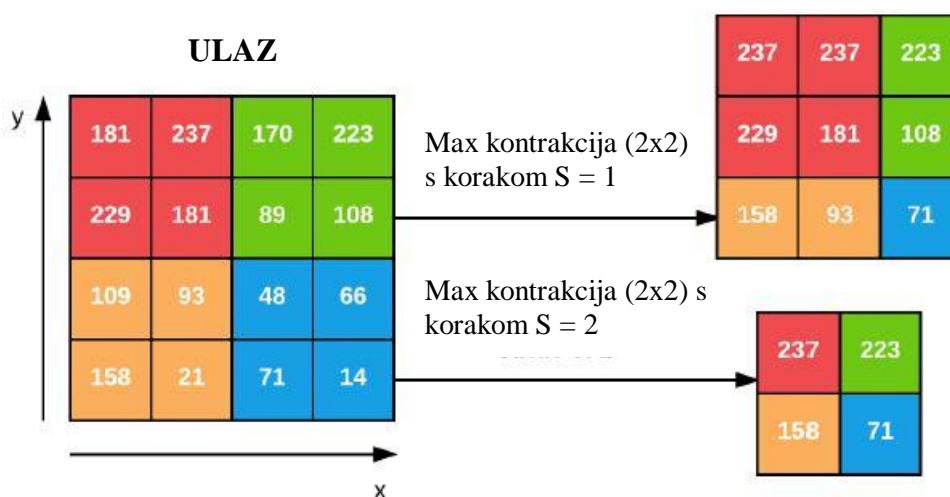 ULAZ
y
181 237 170 223
229 181 89 108
109 93 48 66
158 21 71 14
x
Max kontrakcija (2x2)
s korakom S = 1
237 237 223
229 181 108
158 93 71
Max kontrakcija (2x2) s
korakom S = 2
237 223
158 71